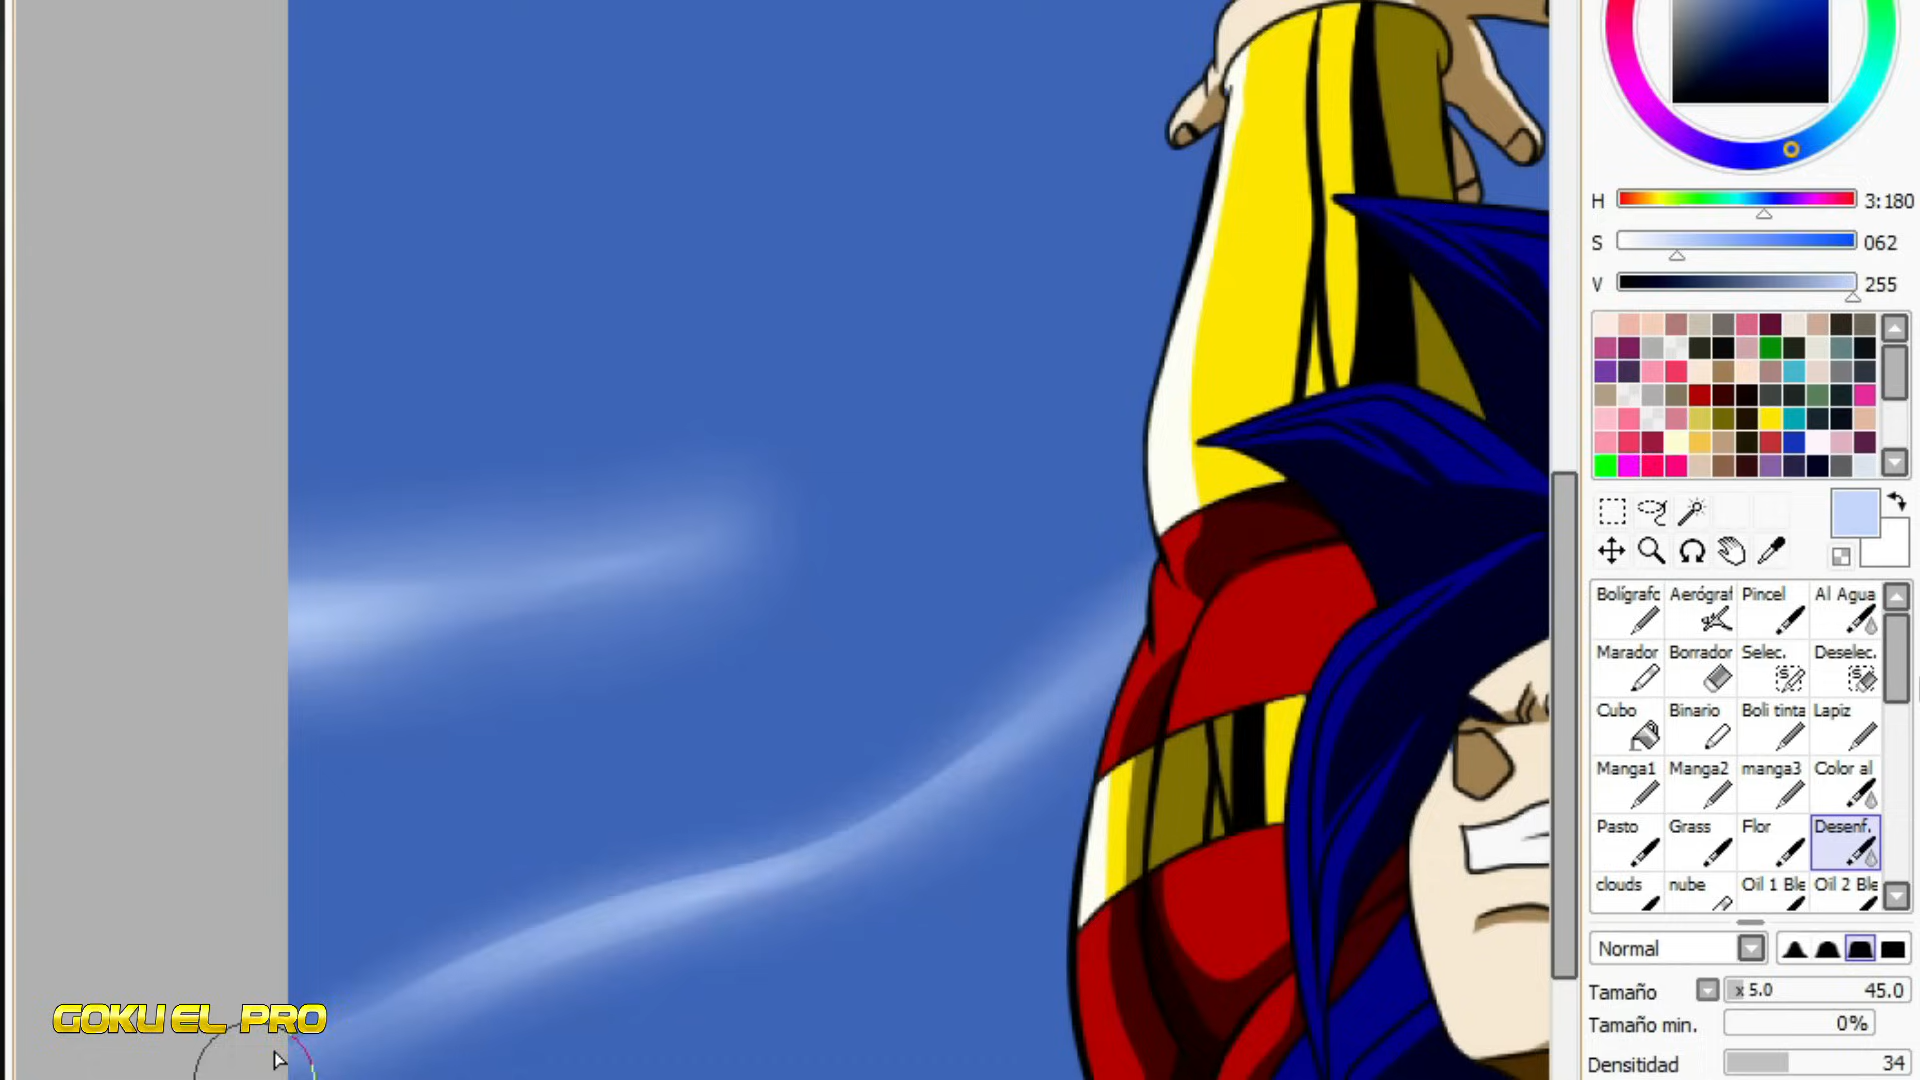 H 3:180
S 062
V 255
Bolígrafo Aerógraf Pincel Al Agua
Marador Borrador Selec. Deselec.
Cubo Binario Boli tinta Lapiz
Manga1 Manga2 manga3 Color al
Pasto Grass Flor Desenf.
clouds nube Oil 1 Ble Oil 2 Ble
Normal
Tamaño x 5.0 45.0
Tamaño min. 0%
Densitidad 34
GOKU EL PRO